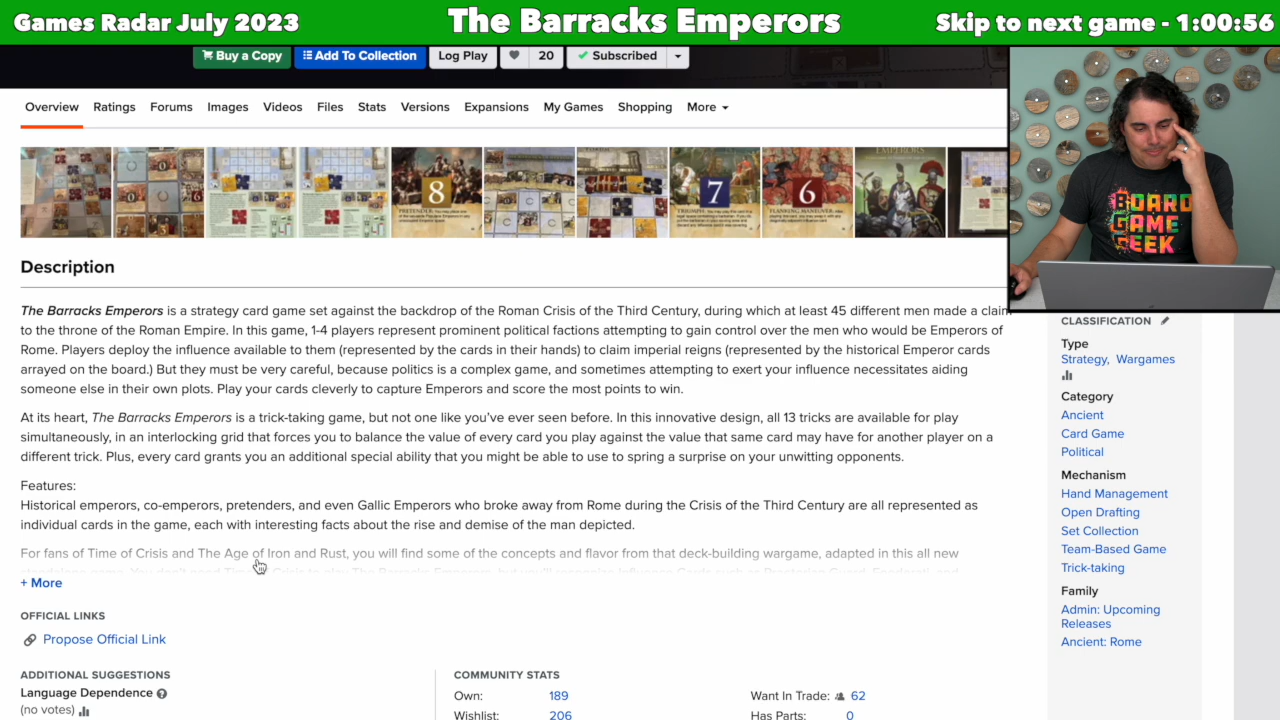 Games Radar July 2023
The Barracks Emperors
Skip to next game - 1:00:56
Buy a Copy
Add To Collection
Log Play
20
Subscribed
Overview
Ratings
Forums
Images
Videos
Files
Stats
Versions
Expansions
My Games
Shopping
More
8
PRETENDER:
7
TRIUMPH:
6
FLANKING MANEUVER:
EMPERORS
BOARD
GAME
GEEK
Description
The Barracks Emperors is a strategy card game set against the backdrop of the Roman Crisis of the Third Century, during which at least 45 different men made a claim
to the throne of the Roman Empire. In this game, 1-4 players represent prominent political factions attempting to gain control over the men who would be Emperors of
Rome. Players deploy the influence available to them (represented by the cards in their hands) to claim imperial reigns (represented by the historical Emperor cards
arrayed on the board.) But they must be very careful, because politics is a complex game, and sometimes attempting to exert your influence necessitates aiding
someone else in their own plots. Play your cards cleverly to capture Emperors and score the most points to win.
At its heart, The Barracks Emperors is a trick-taking game, but not one like you've ever seen before. In this innovative design, all 13 tricks are available for play
simultaneously, in an interlocking grid that forces you to balance the value of every card you play against the value that same card may have for another player on a
different trick. Plus, every card grants you an additional special ability that you might be able to use to spring a surprise on your unwitting opponents.
Features:
Historical emperors, co-emperors, pretenders, and even Gallic Emperors who broke away from Rome during the Crisis of the Third Century are all represented as
individual cards in the game, each with interesting facts about the rise and demise of the man depicted.
For fans of Time of Crisis and The Age of Iron and Rust, you will find some of the concepts and flavor from that deck-building wargame, adapted in this all new
+ More
OFFICIAL LINKS
Propose Official Link
ADDITIONAL SUGGESTIONS
Language Dependence
(no votes)
COMMUNITY STATS
Own: 189
Wishlist: 206
Want In Trade: 62
Has Parts: 0
CLASSIFICATION
Type
Strategy, Wargames
Category
Ancient
Card Game
Political
Mechanism
Hand Management
Open Drafting
Set Collection
Team-Based Game
Trick-taking
Family
Admin: Upcoming
Releases
Ancient: Rome